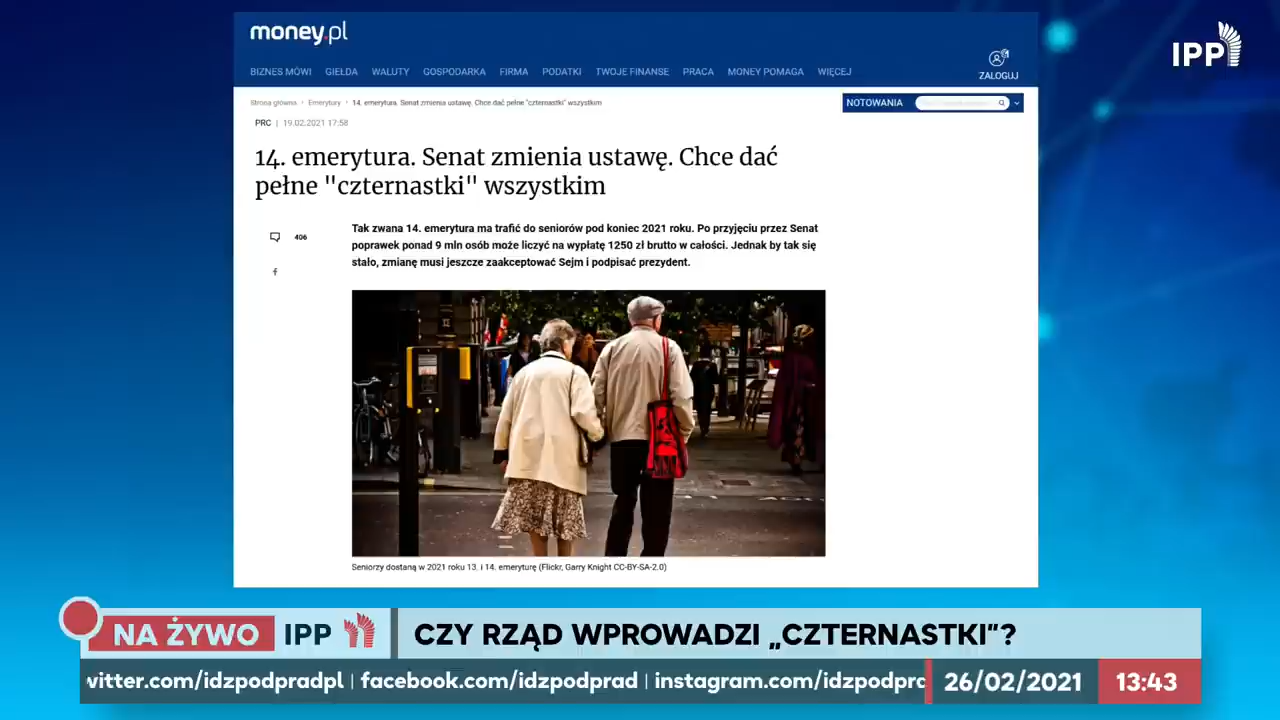 money.pl
IPP
BIZNES MÓWI GIEŁDA WALUTY GOSPODARKA FIRMA PODATKI TWOJE FINANSE PRACA MONEY POMAGA WIĘCEJ
ZALOGUJ
Strona główna › Emerytury › 14. emerytura. Senat zmienia ustawę. Chce dać pełne "czternastki" wszystkim
NOTOWANIA
PRC | 19.02.2021 17:58
14. emerytura. Senat zmienia ustawę. Chce dać
pełne "czternastki" wszystkim
406
Tak zwana 14. emerytura ma trafić do seniorów pod koniec 2021 roku. Po przyjęciu przez Senat
poprawek ponad 9 mln osób może liczyć na wypłatę 1250 zł brutto w całości. Jednak by tak się
stało, zmianę musi jeszcze zaakceptować Sejm i podpisać prezydent.
Seniorzy dostaną w 2021 roku 13. i 14. emeryturę (Flickr, Garry Knight CC-BY-SA-2.0)
NA ŻYWO IPP
CZY RZĄD WPROWADZI „CZTERNASTKI”?
witter.com/idzpodpradpl | facebook.com/idzpodprad | instagram.com/idzpodprą
26/02/2021 13:43